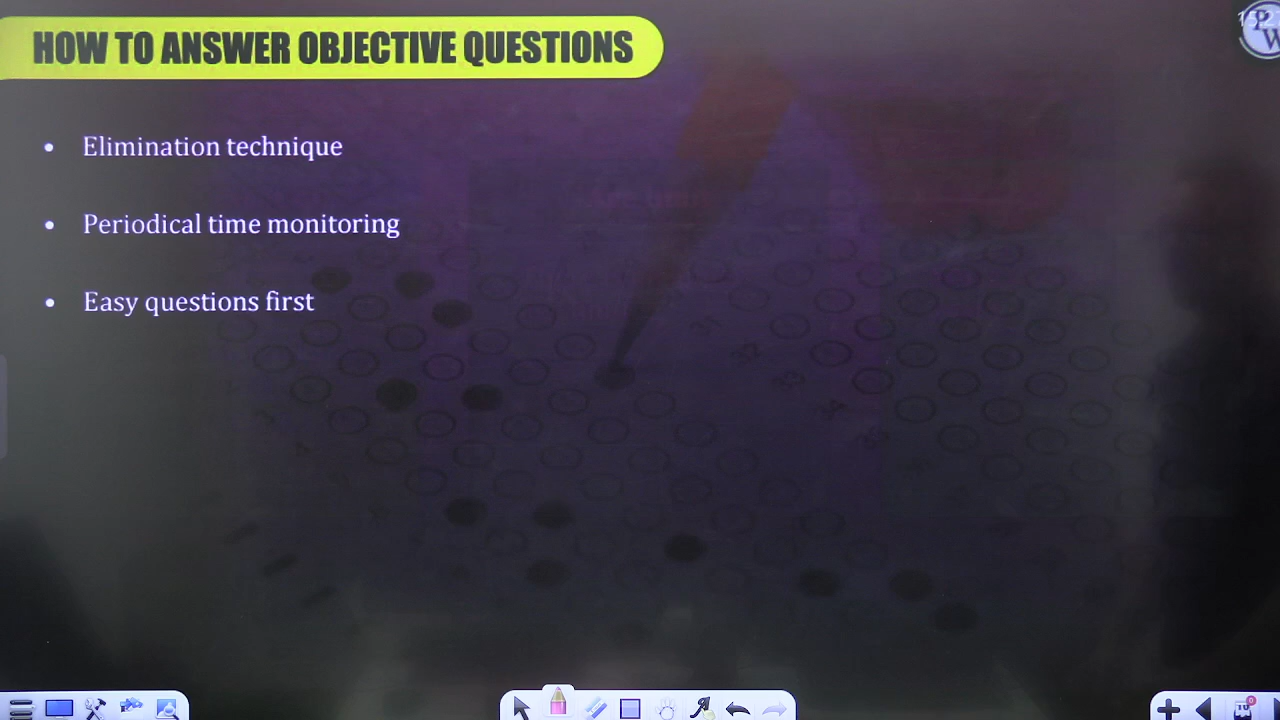 HOW TO ANSWER OBJECTIVE QUESTIONS
• Elimination technique
• Periodical time monitoring
• Easy questions first